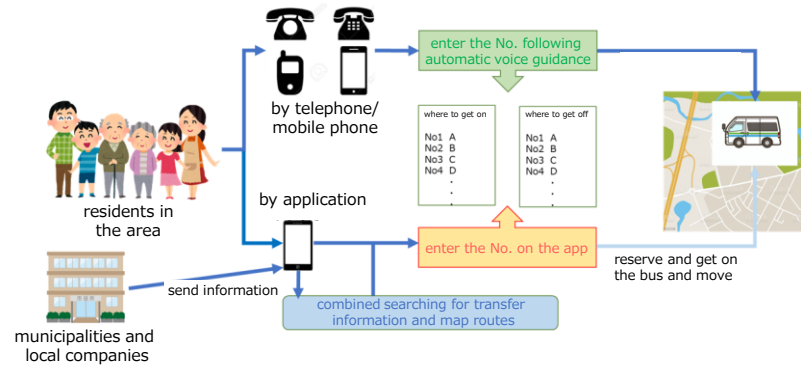 enter the No. following
automatic voice guidance
by telephone/
mobile phone
where to get on
No1 A
No2 B
No3 C
No4 D
.
.
.
where to get off
No1 A
No2 B
No3 C
No4 D
.
.
.
residents in
the area
by application
enter the No. on the app
reserve and get on
the bus and move
send information
combined searching for transfer
information and map routes
municipalities and
local companies